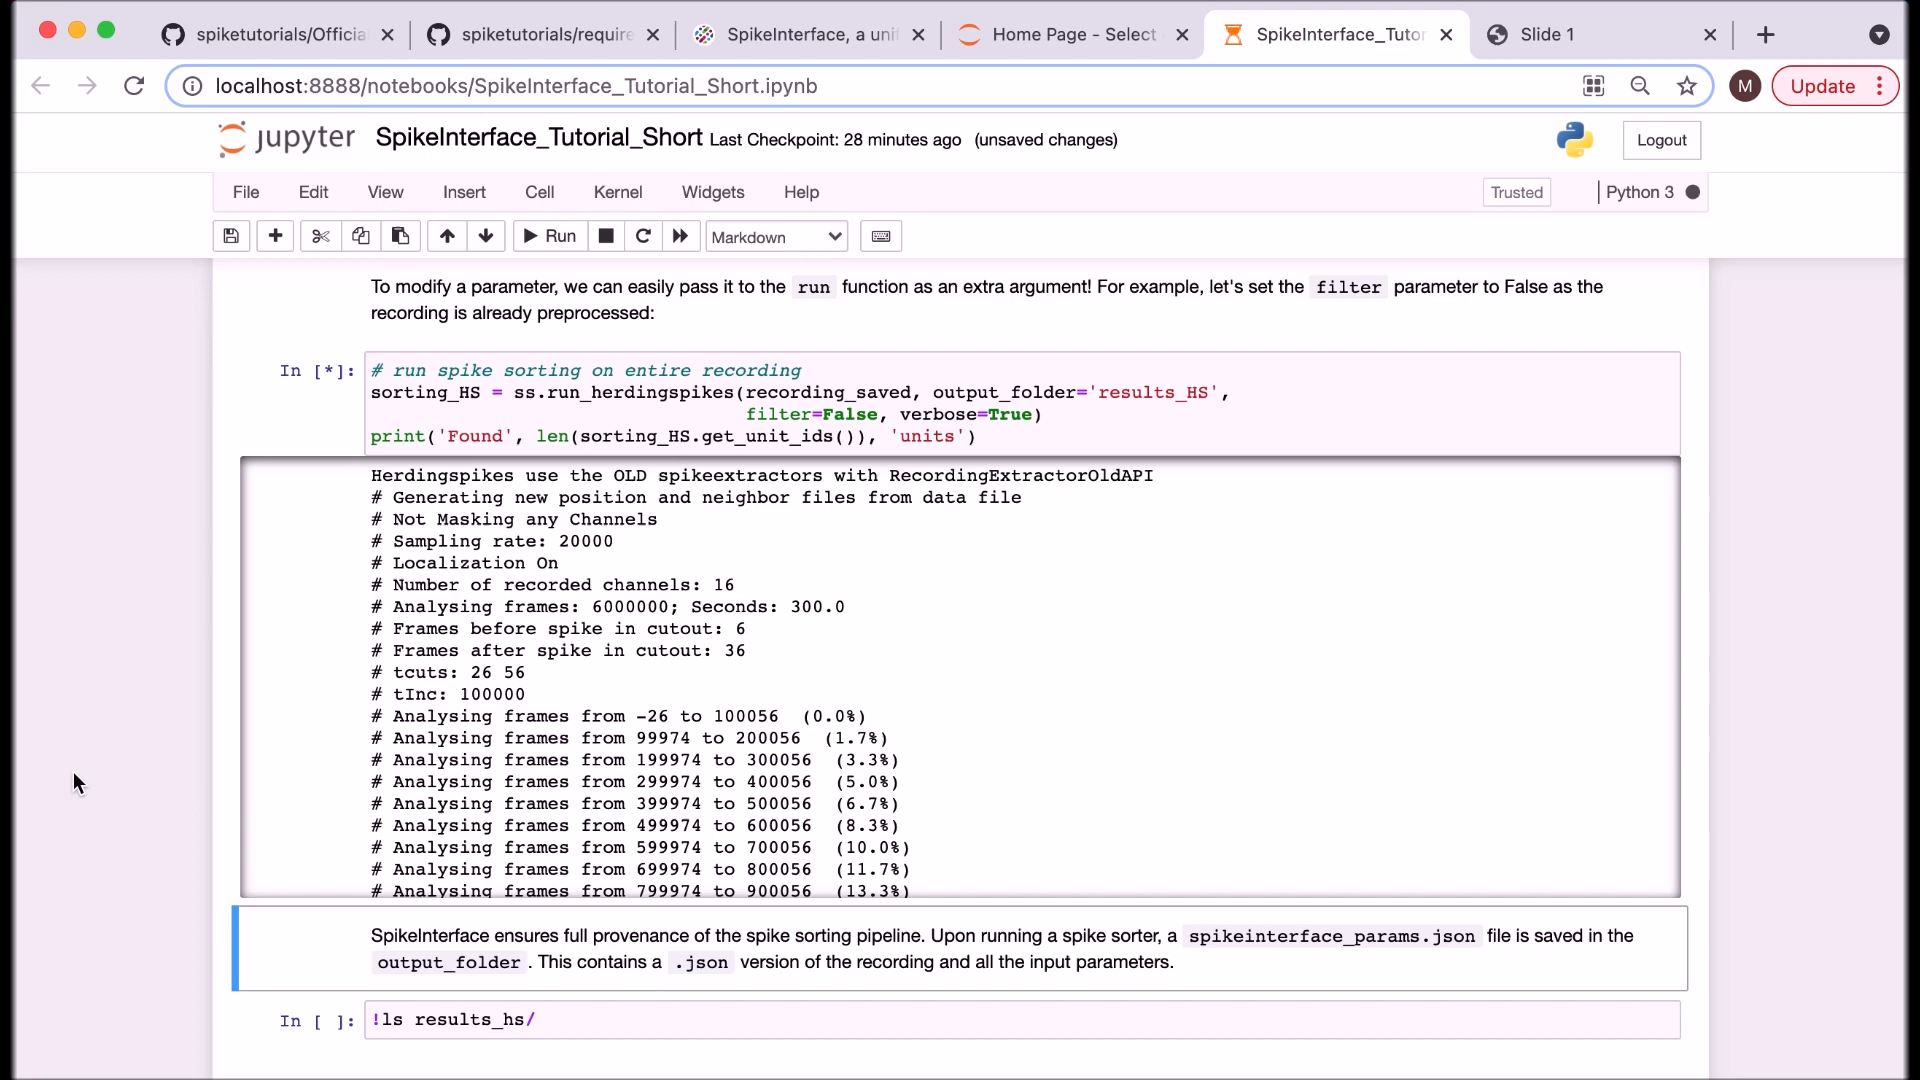 spiketutorials/Officia
spiketutorials/require
SpikeInterface, a uni
Home Page - Select
SpikeInterface_Tutor
Slide 1
localhost:8888/notebooks/SpikeInterface_Tutorial_Short.ipynb
M
Update
jupyter
SpikeInterface_Tutorial_Short Last Checkpoint: 28 minutes ago (unsaved changes)
Logout
File Edit View Insert Cell Kernel Widgets Help
Trusted
Python 3
Run
Markdown
To modify a parameter, we can easily pass it to the run function as an extra argument! For example, let's set the filter parameter to False as the
recording is already preprocessed:
In [*]:
# run spike sorting on entire recording
sorting_HS = ss.run_herdingspikes(recording_saved, output_folder='results_HS',
filter=False, verbose=True)
print('Found', len(sorting_HS.get_unit_ids()), 'units')
Herdingspikes use the OLD spikeextractors with RecordingExtractorOldAPI
# Generating new position and neighbor files from data file
# Not Masking any Channels
# Sampling rate: 20000
# Localization On
# Number of recorded channels: 16
# Analysing frames: 6000000; Seconds: 300.0
# Frames before spike in cutout: 6
# Frames after spike in cutout: 36
# tcuts: 26 56
# tInc: 100000
# Analysing frames from -26 to 100056 (0.0%)
# Analysing frames from 99974 to 200056 (1.7%)
# Analysing frames from 199974 to 300056 (3.3%)
# Analysing frames from 299974 to 400056 (5.0%)
# Analysing frames from 399974 to 500056 (6.7%)
# Analysing frames from 499974 to 600056 (8.3%)
# Analysing frames from 599974 to 700056 (10.0%)
# Analysing frames from 699974 to 800056 (11.7%)
# Analysing frames from 799974 to 900056 (13.3%)
SpikeInterface ensures full provenance of the spike sorting pipeline. Upon running a spike sorter, a spikeinterface_params.json file is saved in the
output_folder . This contains a .json version of the recording and all the input parameters.
In [ ]:
!ls results_hs/